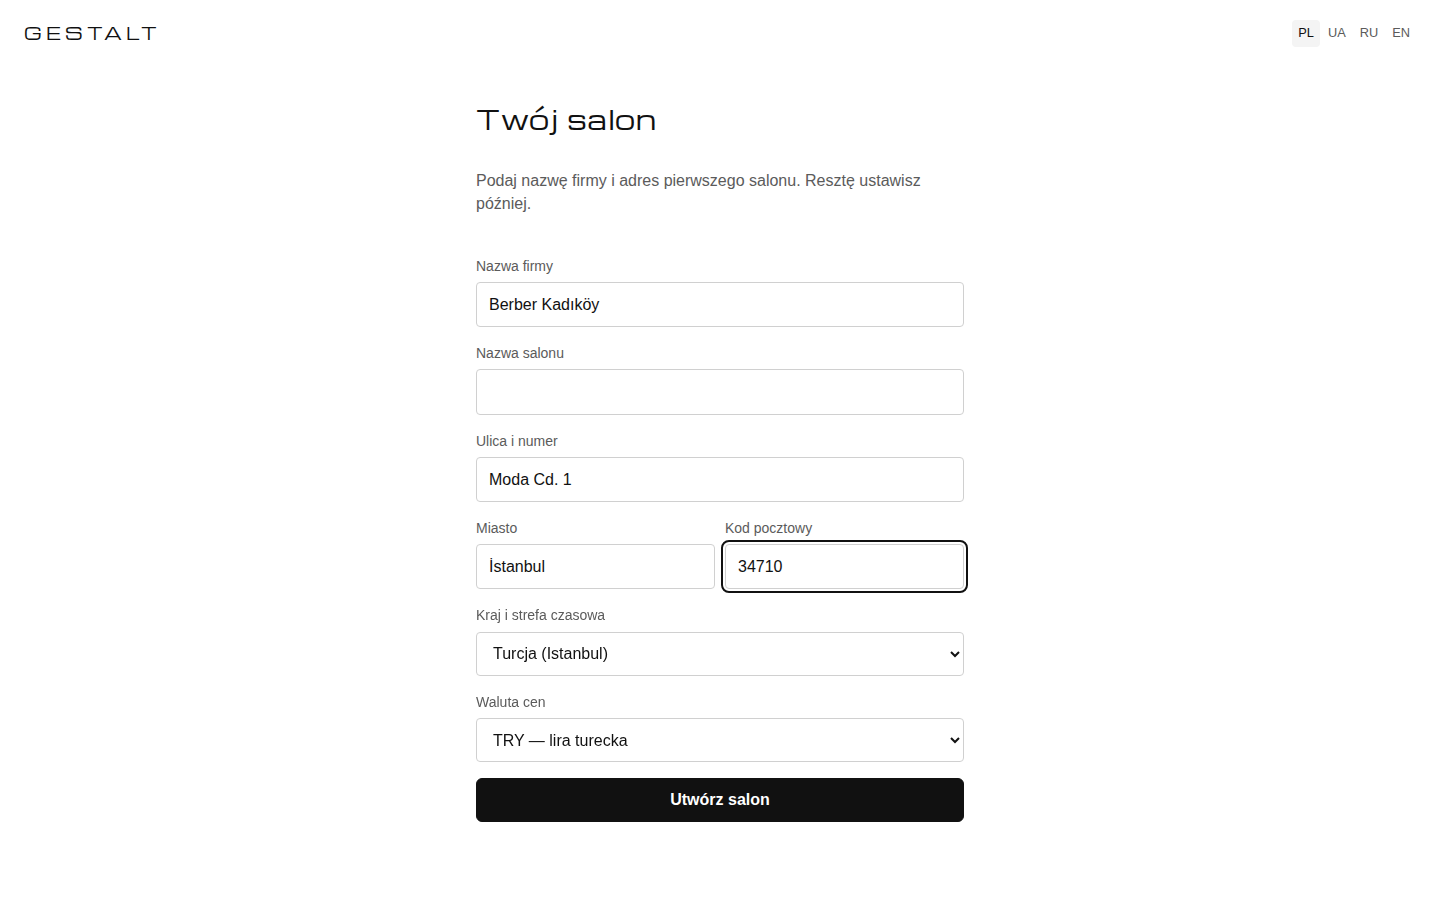 GESTALT
PL UA RU EN
Twój salon
Podaj nazwę firmy i adres pierwszego salonu. Resztę ustawisz
później.
Nazwa firmy
Berber Kadıköy
Nazwa salonu
Ulica i numer
Moda Cd. 1
Miasto
İstanbul
Kod pocztowy
34710
Kraj i strefa czasowa
Turcja (Istanbul)
Waluta cen
TRY — lira turecka
Utwórz salon